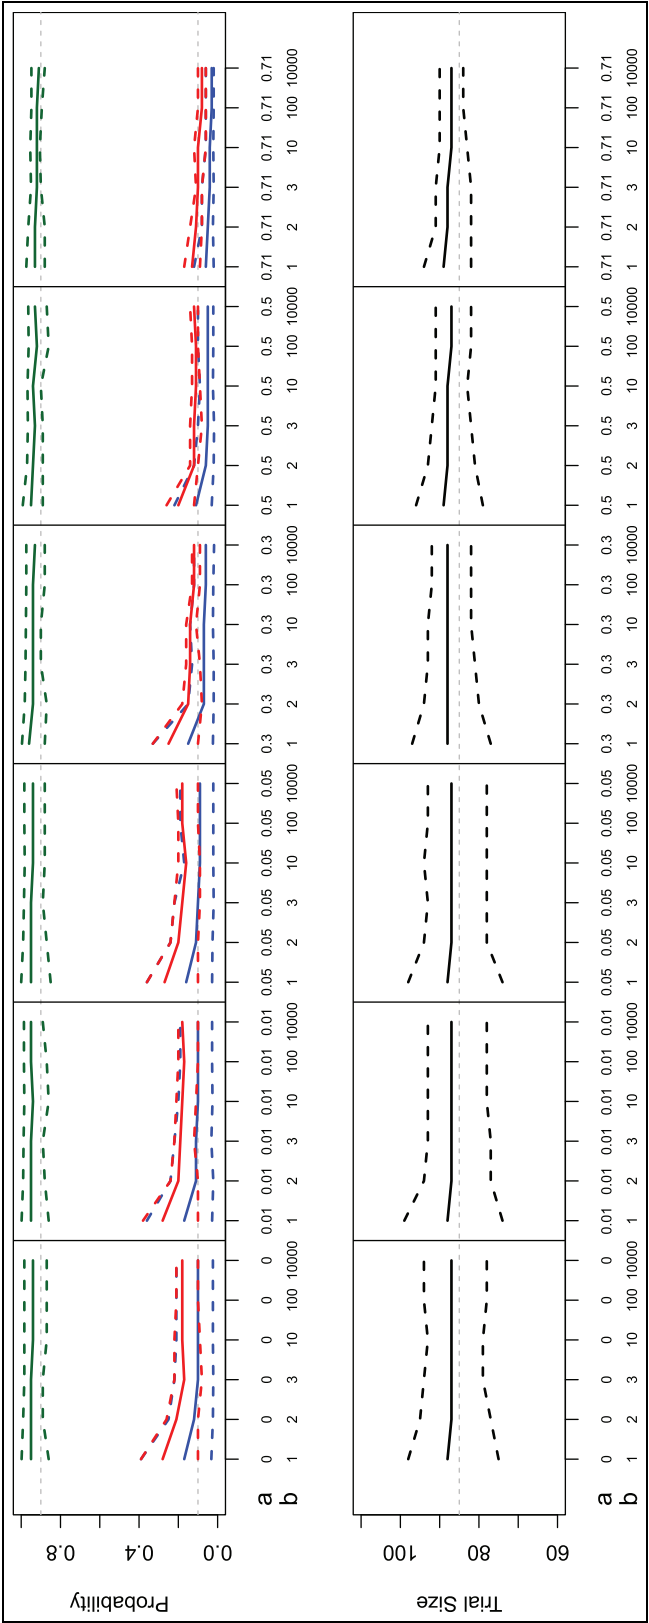 Probability
0.8
0.4
0.0
a 0 0 0 0 0 0 0.01 0.01 0.01 0.01 0.01 0.01 0.05 0.05 0.05 0.05 0.05 0.05 0.3 0.3 0.3 0.3 0.3 0.3 0.5 0.5 0.5 0.5 0.5 0.5 0.71 0.71 0.71 0.71 0.71 0.71
b 1 2 3 10 100 10000 1 2 3 10 100 10000 1 2 3 10 100 10000 1 2 3 10 100 10000 1 2 3 10 100 10000 1 2 3 10 100 10000
Trial Size
100
80
60
a 0 0 0 0 0 0 0.01 0.01 0.01 0.01 0.01 0.01 0.05 0.05 0.05 0.05 0.05 0.05 0.3 0.3 0.3 0.3 0.3 0.3 0.5 0.5 0.5 0.5 0.5 0.5 0.71 0.71 0.71 0.71 0.71 0.71
b 1 2 3 10 100 10000 1 2 3 10 100 10000 1 2 3 10 100 10000 1 2 3 10 100 10000 1 2 3 10 100 10000 1 2 3 10 100 10000